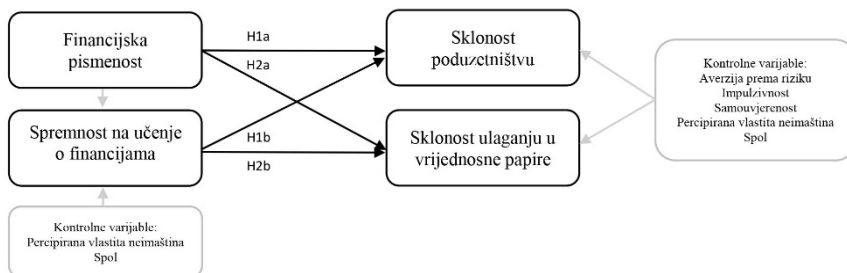 Financijska
pismenost
H1a
H2a
Sklonost
poduzetništvu
Kontrolne varijable:
Averzija prema riziku
Impulzivnost
Samouvjerenost
Percipirana vlastita neimaština
Spol
Spremnost na učenje
o financijama
H1b
H2b
Sklonost ulaganju u
vrijednosne papire
Kontrolne varijable:
Percipirana vlastita neimaština
Spol